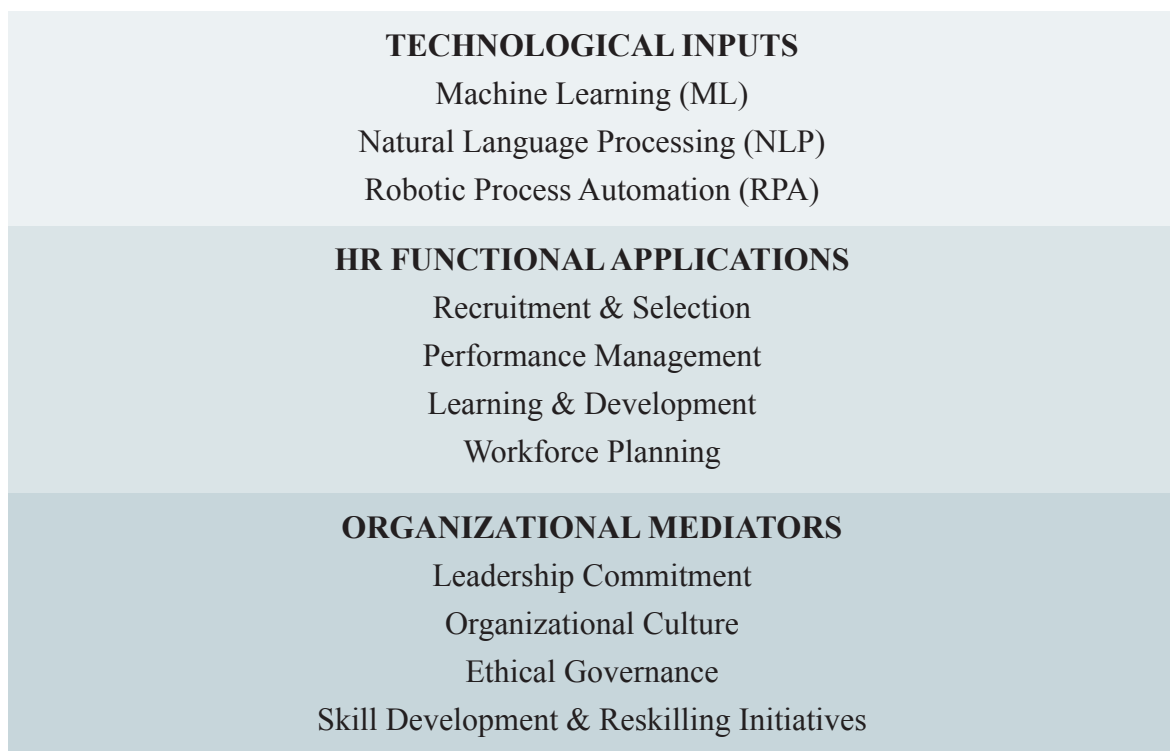 TECHNOLOGICAL INPUTS
Machine Learning (ML)
Natural Language Processing (NLP)
Robotic Process Automation (RPA)
HR FUNCTIONAL APPLICATIONS
Recruitment & Selection
Performance Management
Learning & Development
Workforce Planning
ORGANIZATIONAL MEDIATORS
Leadership Commitment
Organizational Culture
Ethical Governance
Skill Development & Reskilling Initiatives